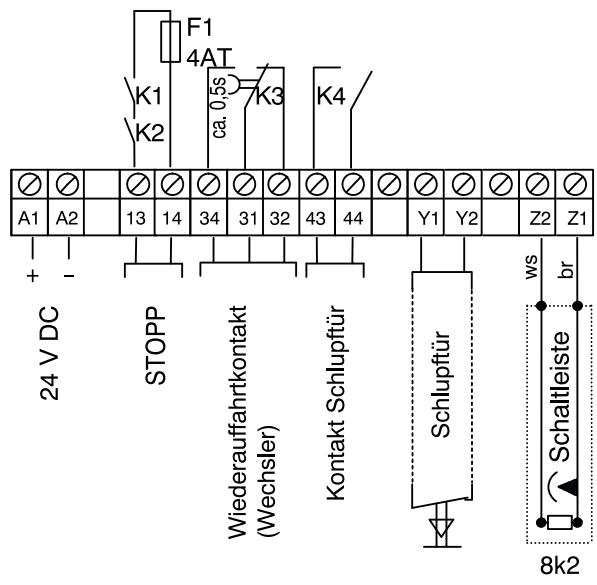 F1
4AT
K1
K2
ca. 0,5s
K3
K4
A1 A2 13 14 34 31 32 43 44 Y1 Y2 Z2 Z1
+ –
ws
br
24 V DC
STOPP
Wiederauffahrtkontakt
(Wechsler)
Kontakt Schlupftür
Schlupftür
Schaltleiste
8k2